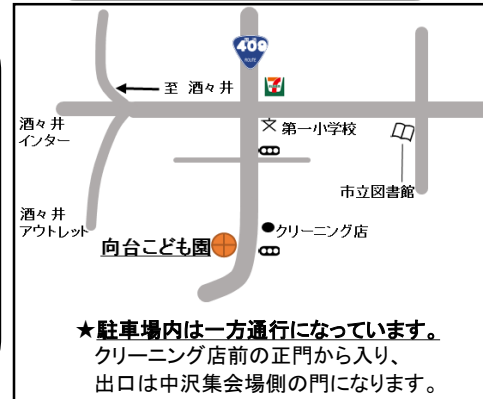 409
ROUTE
至 酒々井
7
酒々井
インター
第一小学校
市立図書館
酒々井
アウトレット
クリーニング店
向台こども園
★駐車場内は一方通行になっています。
クリーニング店前の正門から入り、
出口は中沢集会場側の門になります。